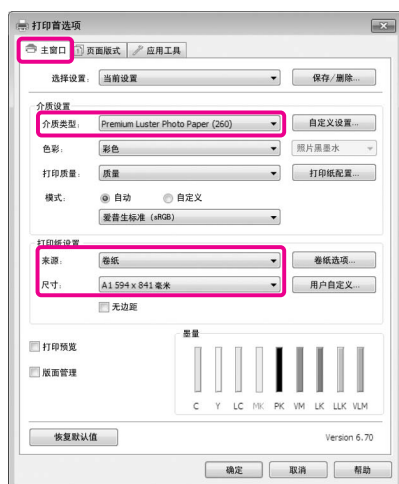 打印首选项
主窗口 页面版式 应用工具
选择设置: 当前设置 保存/删除...
介质设置
介质类型: Premium Luster Photo Paper (260) 自定义设置...
色彩: 彩色 照片黑墨水
打印质量: 质量 打印纸配置...
模式: 自动 自定义
爱普生标准 (sRGB)
打印纸设置
来源: 卷纸 卷纸选项...
尺寸: A1 594 x 841 毫米 用户自定义...
无边距
打印预览
版面管理
墨量
C Y LC MK PK VM LK LLK VLM
恢复默认值 Version 6.70
确定 取消 帮助